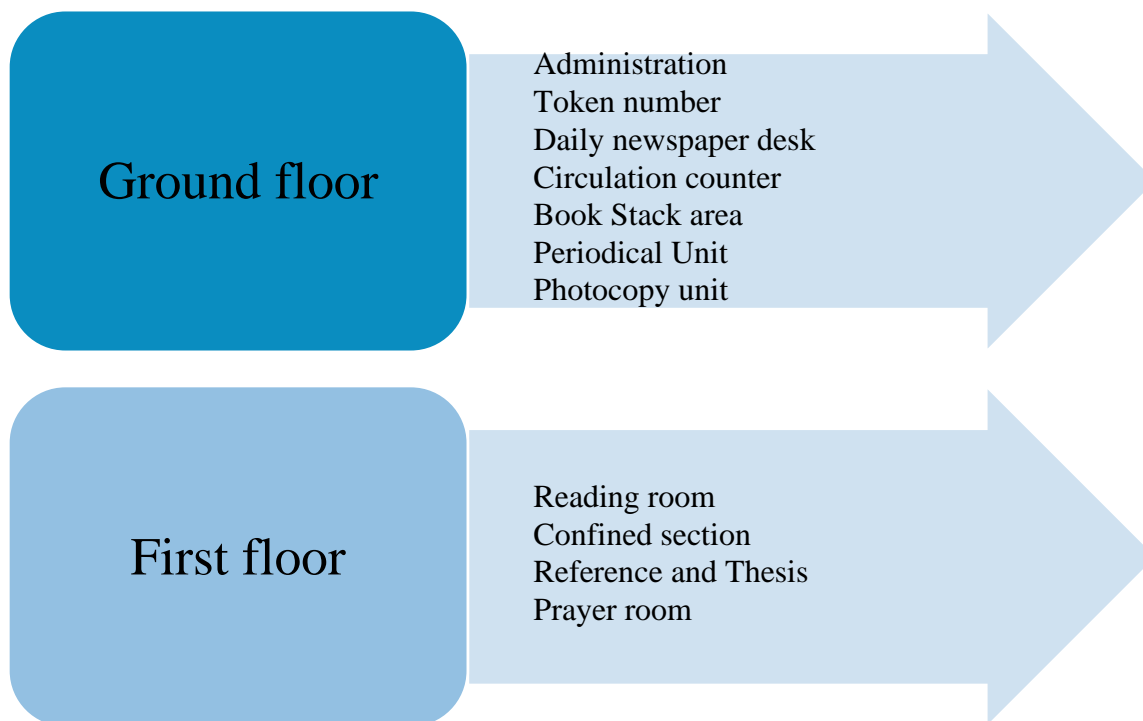 Ground floor
Administration
Token number
Daily newspaper desk
Circulation counter
Book Stack area
Periodical Unit
Photocopy unit
First floor
Reading room
Confined section
Reference and Thesis
Prayer room